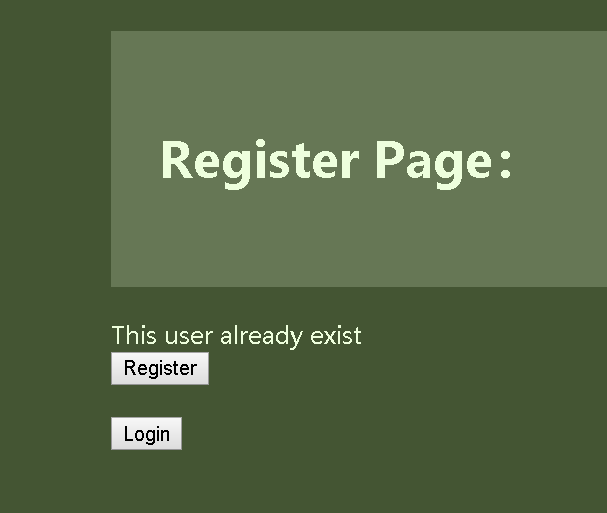 Register Page:
This user already exist
Register
Login